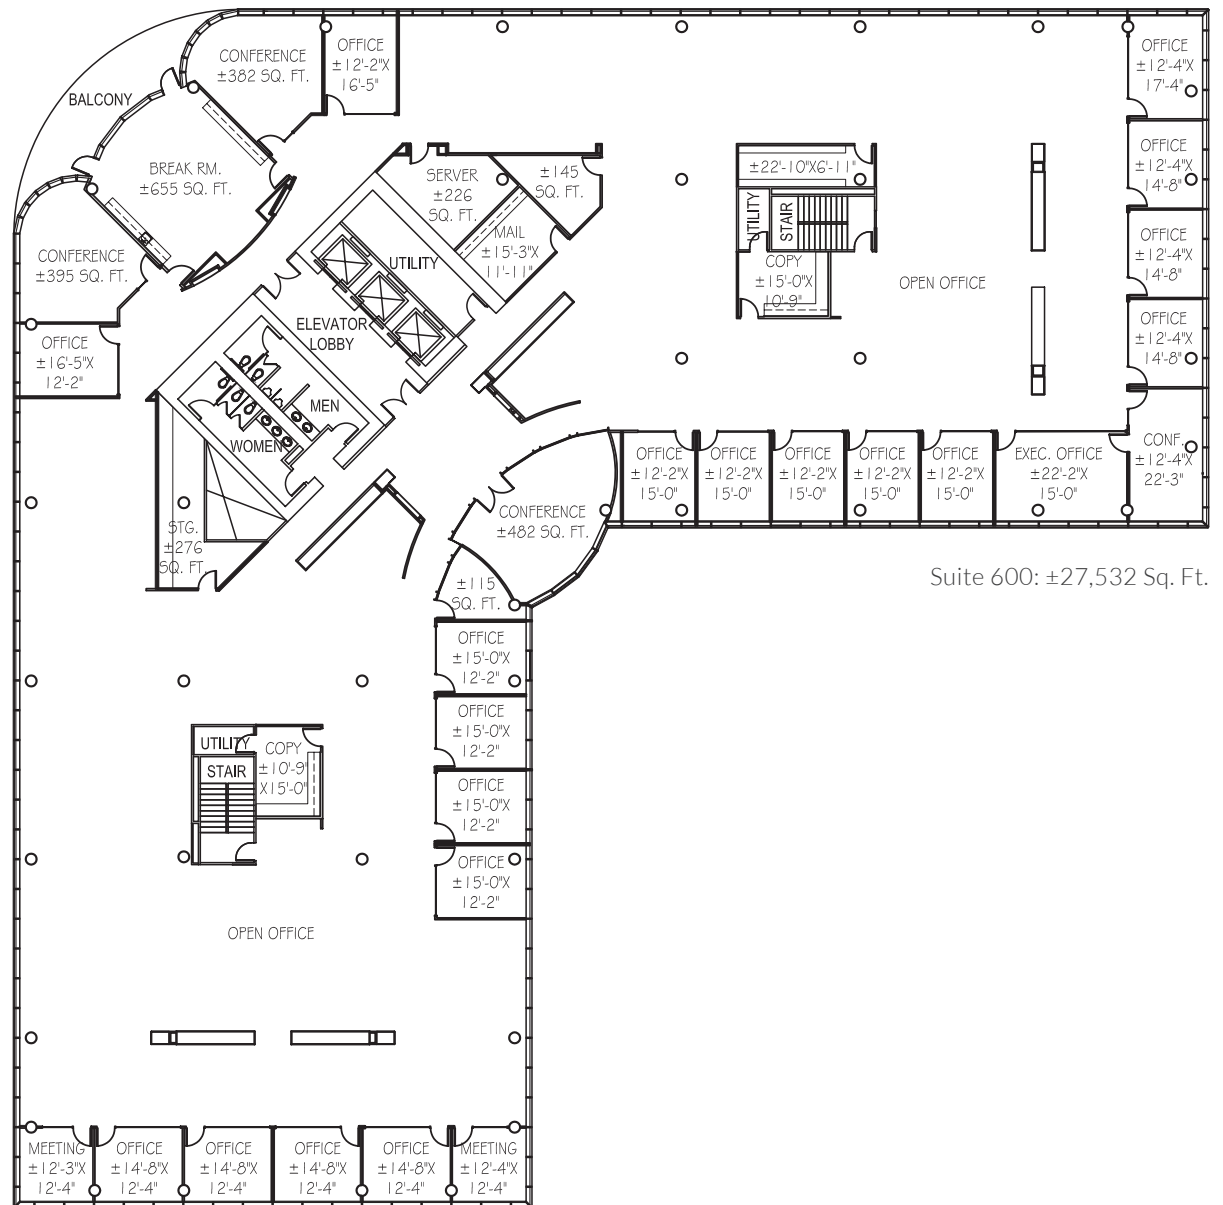 CONFERENCE
±382 SQ. FT.
OFFICE
±12'-2"X
16'-5"
OFFICE
±12'-4"X
17'-4"
BALCONY
BREAK RM.
±655 SQ. FT.
SERVER
±226
SQ. FT.
±145
SQ. FT.
±22'-10"X6'-11"
OFFICE
±12'-4"X
14'-8"
UTILITY
STAIR
MAIL
±15'-3"X
11'-11"
CONFERENCE
±395 SQ. FT.
UTILITY
COPY
±15'-0"X
10'-9"
OPEN OFFICE
OFFICE
±12'-4"X
14'-8"
ELEVATOR
LOBBY
OFFICE
±12'-4"X
14'-8"
OFFICE
±16'-5"X
12'-2"
MEN
WOMEN
OFFICE
±12'-2"X
15'-0"
OFFICE
±12'-2"X
15'-0"
OFFICE
±12'-2"X
15'-0"
OFFICE
±12'-2"X
15'-0"
OFFICE
±12'-2"X
15'-0"
EXEC. OFFICE
±22'-2"X
15'-0"
CONF.
±12'-4"X
22'-3"
CONFERENCE
±482 SQ. FT.
STG.
±276
SQ. FT.
Suite 600: ±27,532 Sq. Ft.
±115
SQ. FT.
OFFICE
±15'-0"X
12'-2"
OFFICE
±15'-0"X
12'-2"
UTILITY
COPY
±10'-9"
X15'-0"
STAIR
OFFICE
±15'-0"X
12'-2"
OFFICE
±15'-0"X
12'-2"
OPEN OFFICE
MEETING
±12'-3"X
12'-4"
OFFICE
±14'-8"X
12'-4"
OFFICE
±14'-8"X
12'-4"
OFFICE
±14'-8"X
12'-4"
OFFICE
±14'-8"X
12'-4"
MEETING
±12'-4"X
12'-4"